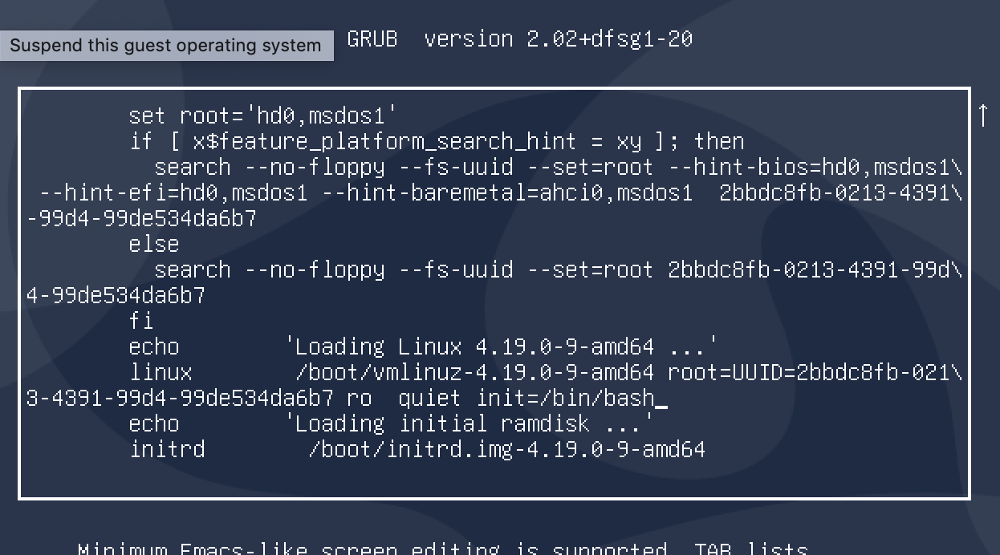 Suspend this guest operating system
GRUB  version 2.02+dfsg1-20
set root='hd0,msdos1'
if [ x$feature_platform_search_hint = xy ]; then
search --no-floppy --fs-uuid --set=root --hint-bios=hd0,msdos1\
--hint-efi=hd0,msdos1 --hint-baremetal=ahci0,msdos1  2bbdc8fb-0213-4391\
-99d4-99de534da6b7
else
search --no-floppy --fs-uuid --set=root 2bbdc8fb-0213-4391-99d\
4-99de534da6b7
fi
echo        'Loading Linux 4.19.0-9-amd64 ...'
linux        /boot/vmlinuz-4.19.0-9-amd64 root=UUID=2bbdc8fb-021\
3-4391-99d4-99de534da6b7 ro  quiet init=/bin/bash_
echo        'Loading initial ramdisk ...'
initrd        /boot/initrd.img-4.19.0-9-amd64
Minimum Emacs-like screen editing is supported. TAB lists